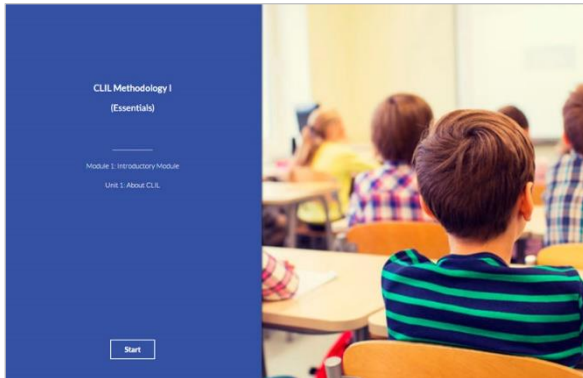 CLIL Methodology I
(Essentials)
Module 1: Introductory Module
Unit 1: About CLIL
Start